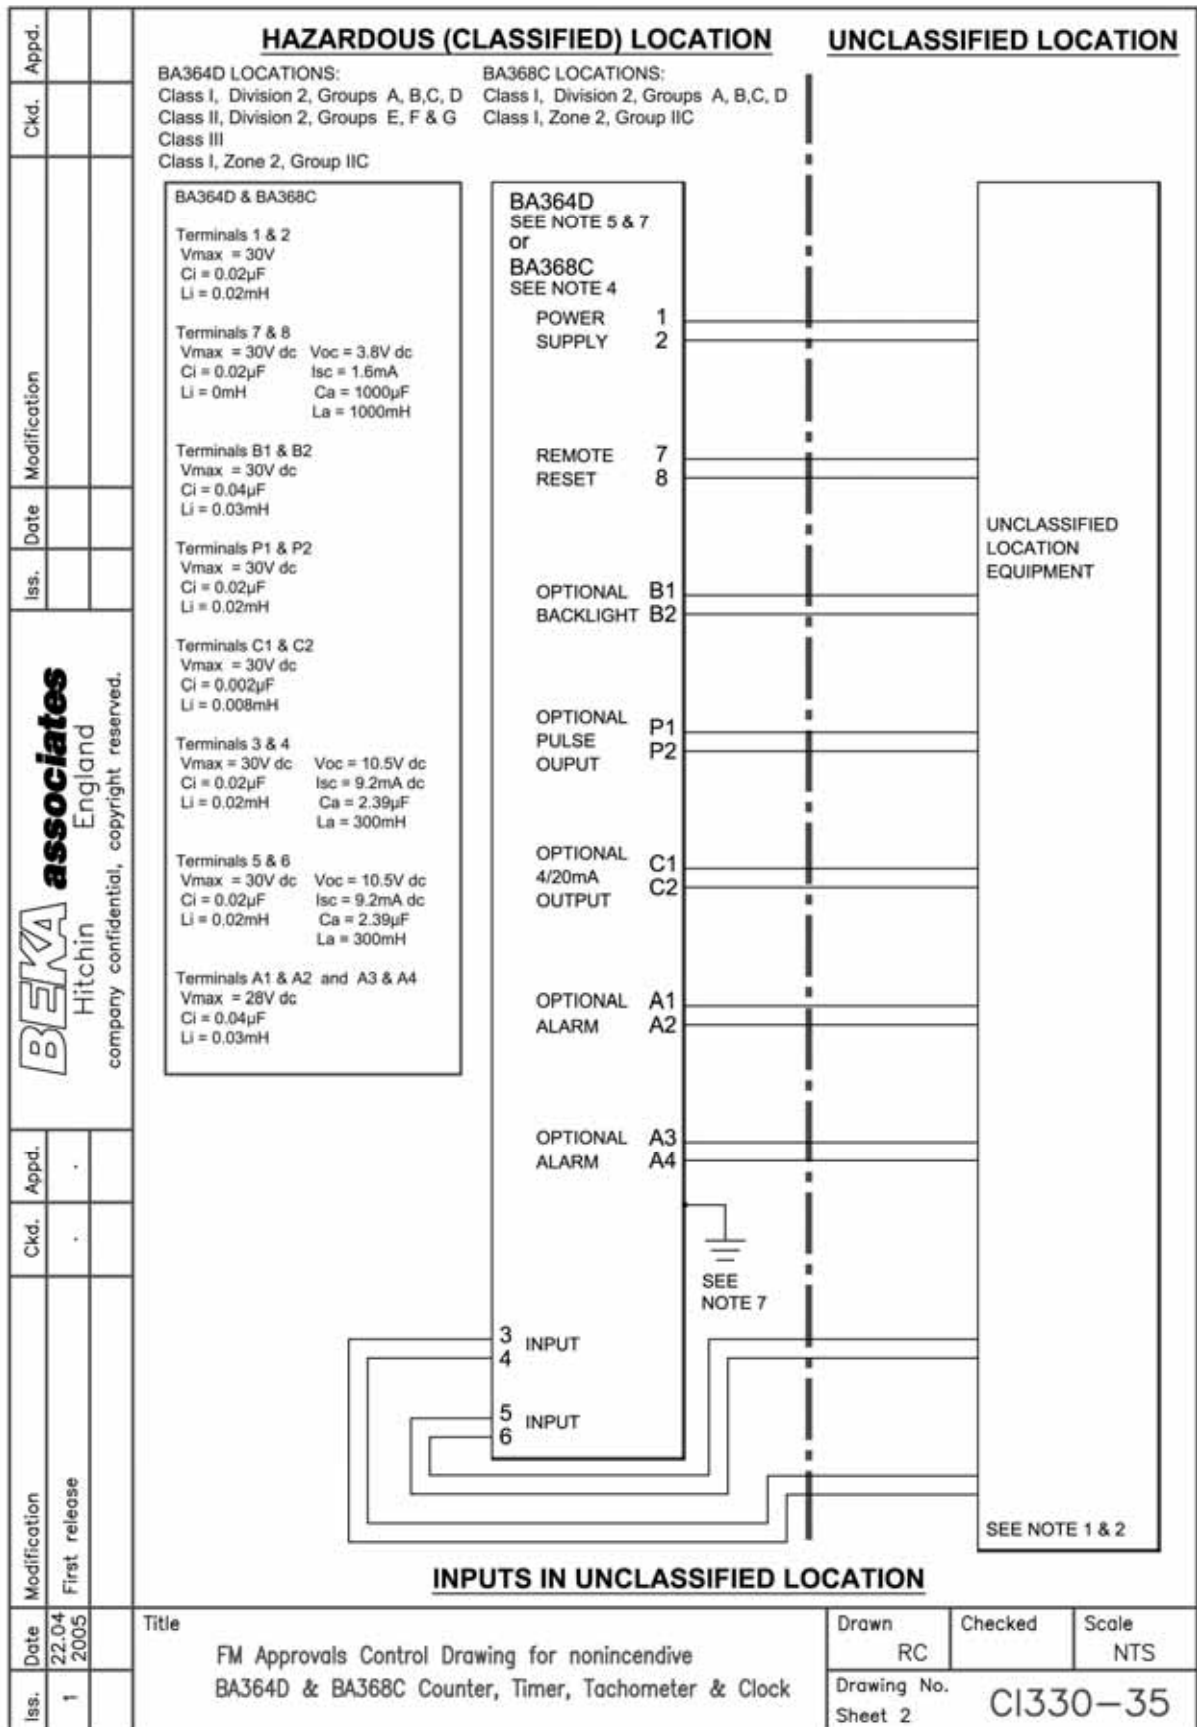 HAZARDOUS (CLASSIFIED) LOCATION
UNCLASSIFIED LOCATION
BA364D LOCATIONS:
Class I, Division 2, Groups A, B,C, D
Class II, Division 2, Groups E, F & G
Class III
Class I, Zone 2, Group IIC
BA368C LOCATIONS:
Class I, Division 2, Groups A, B,C, D
Class I, Zone 2, Group IIC
BA364D & BA368C
Terminals 1 & 2
Vmax = 30V
Ci = 0.02µF
Li = 0.02mH
Terminals 7 & 8
Vmax = 30V dc Voc = 3.8V dc
Ci = 0.02µF Isc = 1.6mA
Li = 0mH Ca = 1000µF
La = 1000mH
Terminals B1 & B2
Vmax = 30V dc
Ci = 0.04µF
Li = 0.03mH
Terminals P1 & P2
Vmax = 30V dc
Ci = 0.02µF
Li = 0.02mH
Terminals C1 & C2
Vmax = 30V dc
Ci = 0.002µF
Li = 0.008mH
Terminals 3 & 4
Vmax = 30V dc Voc = 10.5V dc
Ci = 0.02µF Isc = 9.2mA dc
Li = 0.02mH Ca = 2.39µF
La = 300mH
Terminals 5 & 6
Vmax = 30V dc Voc = 10.5V dc
Ci = 0.02µF Isc = 9.2mA dc
Li = 0.02mH Ca = 2.39µF
La = 300mH
Terminals A1 & A2 and A3 & A4
Vmax = 28V dc
Ci = 0.04µF
Li = 0.03mH
BA364D
SEE NOTE 5 & 7
or
BA368C
SEE NOTE 4
POWER 1
SUPPLY 2
REMOTE 7
RESET 8
OPTIONAL B1
BACKLIGHT B2
OPTIONAL
PULSE P1
OUPUT P2
OPTIONAL
4/20mA C1
OUTPUT C2
OPTIONAL A1
ALARM A2
OPTIONAL A3
ALARM A4
SEE
NOTE 7
3
INPUT
4
5
INPUT
6
UNCLASSIFIED
LOCATION
EQUIPMENT
SEE NOTE 1 & 2
INPUTS IN UNCLASSIFIED LOCATION
Iss. Date Modification Ckd. Appd.
BEKA associates
Hitchin England
company confidential, copyright reserved.
Iss. Date Modification Ckd. Appd.
1 22.04 2005 First release . .
Title
FM Approvals Control Drawing for nonincendive
BA364D & BA368C Counter, Timer, Tachometer & Clock
Drawn
RC
Checked
Scale
NTS
Drawing No.
Sheet 2
CI330-35